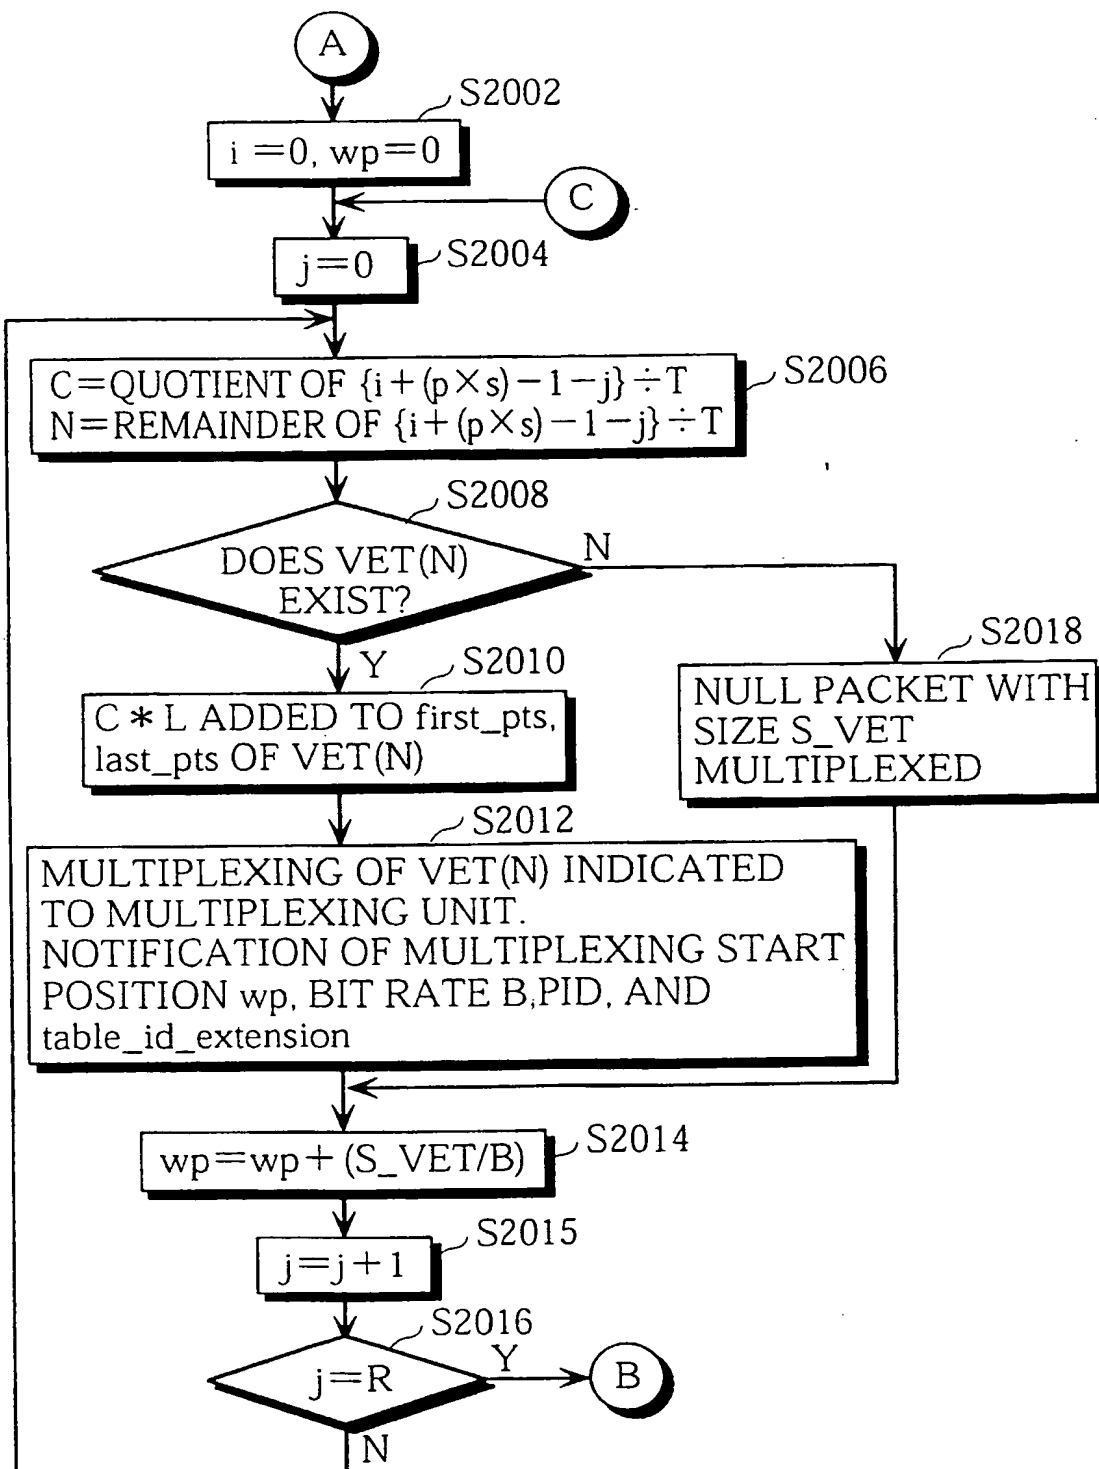 A
S2002
i=0, wp=0
C
S2004
j=0
S2006
C=QUOTIENT OF {i+(p×s)-1-j}÷T
N=REMAINDER OF {i+(p×s)-1-j}÷T
S2008
DOES VET(N)
EXIST?
N
Y
S2010
S2018
C*L ADDED TO first_pts,
last_pts OF VET(N)
NULL PACKET WITH
SIZE S_VET
MULTIPLEXED
S2012
MULTIPLEXING OF VET(N) INDICATED
TO MULTIPLEXING UNIT.
NOTIFICATION OF MULTIPLEXING START
POSITION wp, BIT RATE B,PID, AND
table_id_extension
S2014
wp=wp+(S_VET/B)
S2015
j=j+1
S2016
j=R
Y
B
N